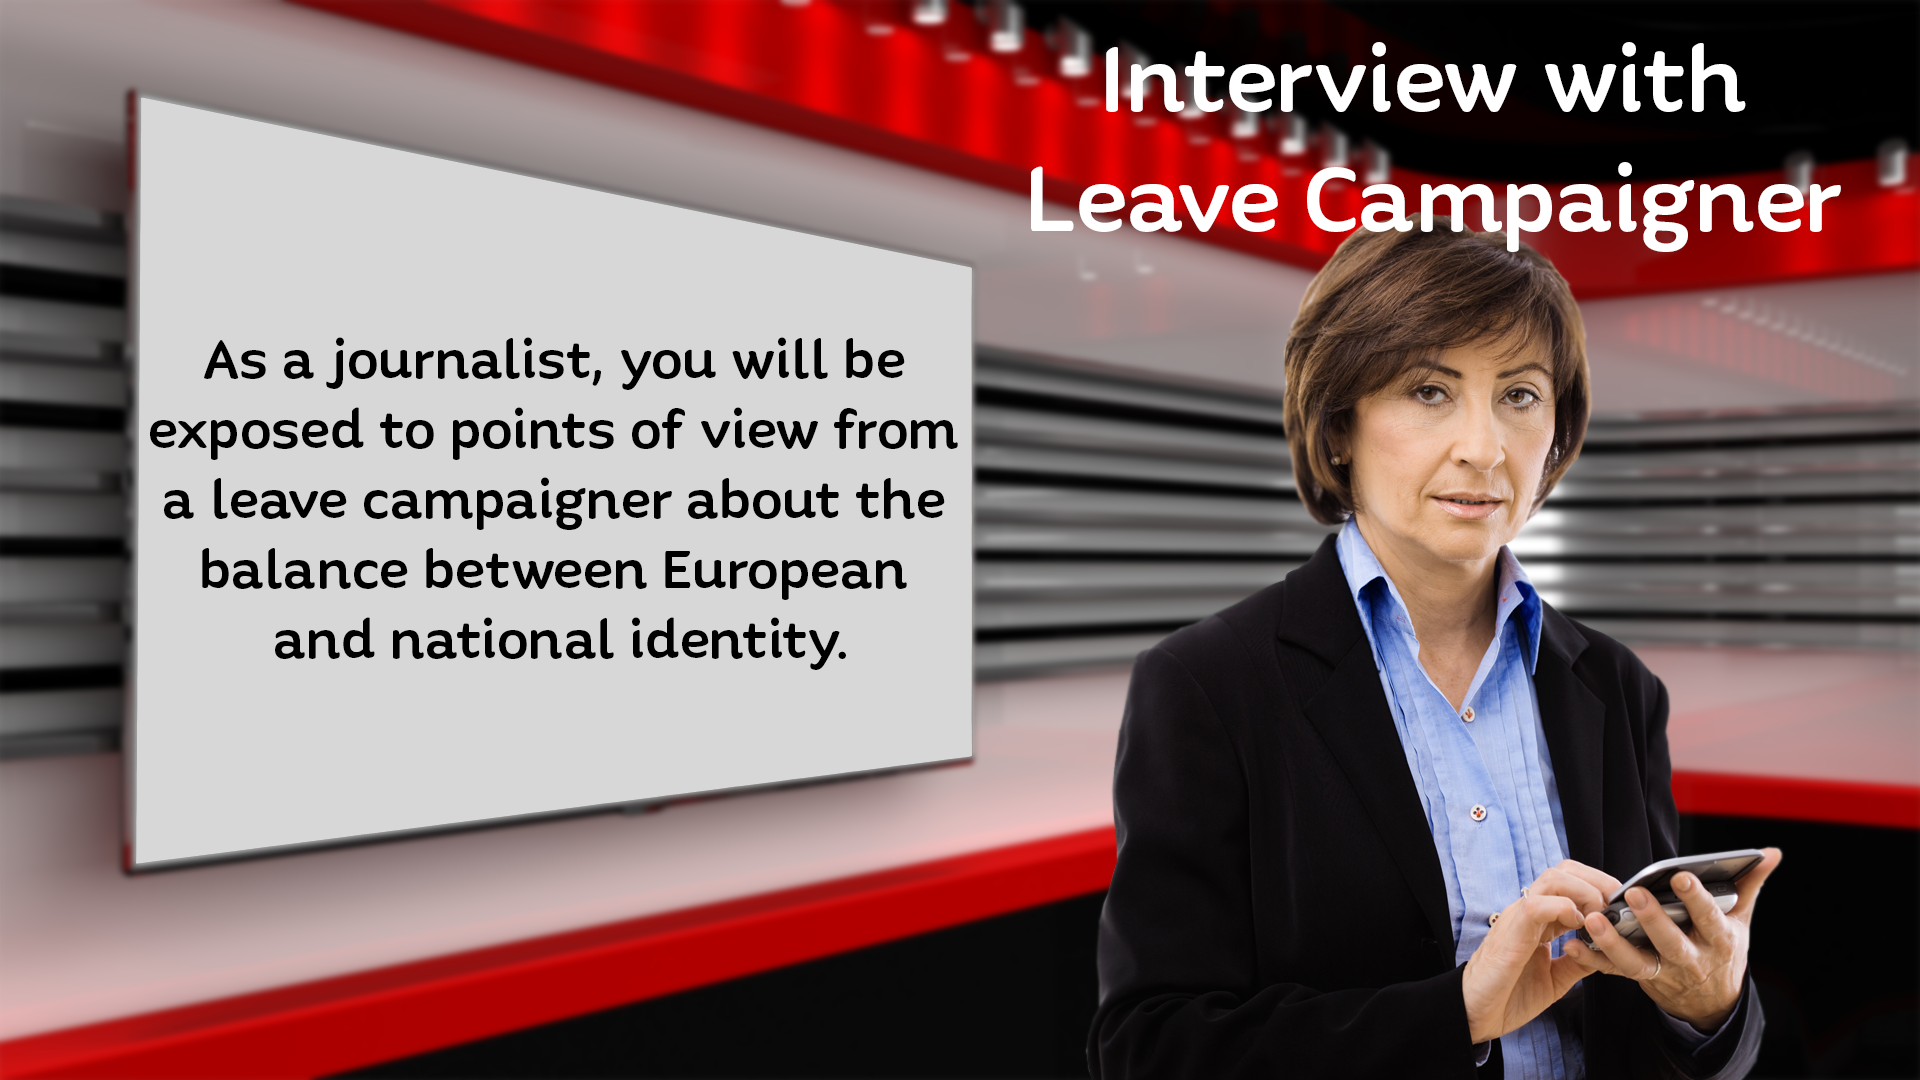 Interview with
Leave Campaigner
As a journalist, you will be
exposed to points of view from
a leave campaigner about the
balance between European
and national identity.